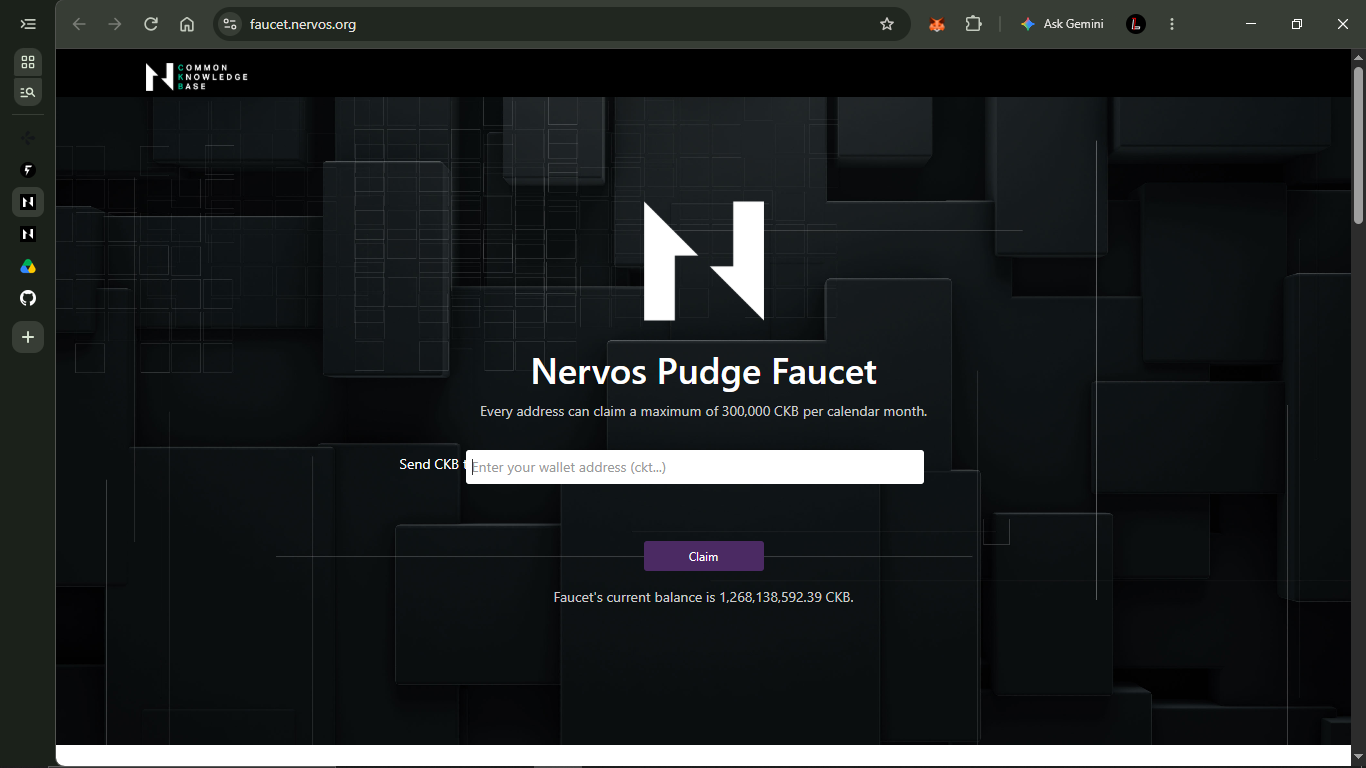 faucet.nervos.org
Ask Gemini
COMMON
KNOWLEDGE
BASE
Nervos Pudge Faucet
Every address can claim a maximum of 300,000 CKB per calendar month.
Send CKB t
Enter your wallet address (ckt...)
Claim
Faucet's current balance is 1,268,138,592.39 CKB.